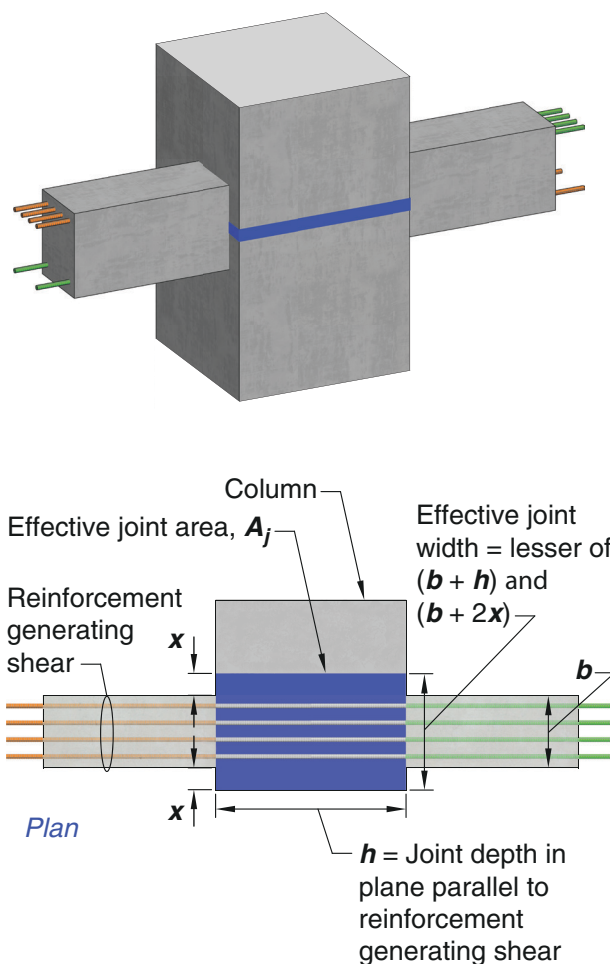 Column
Effective joint area, A_j
Effective joint
width = lesser of
(b + h) and
(b + 2x)
Reinforcement
generating
shear
x
b
x
Plan
h = Joint depth in
plane parallel to
reinforcement
generating shear